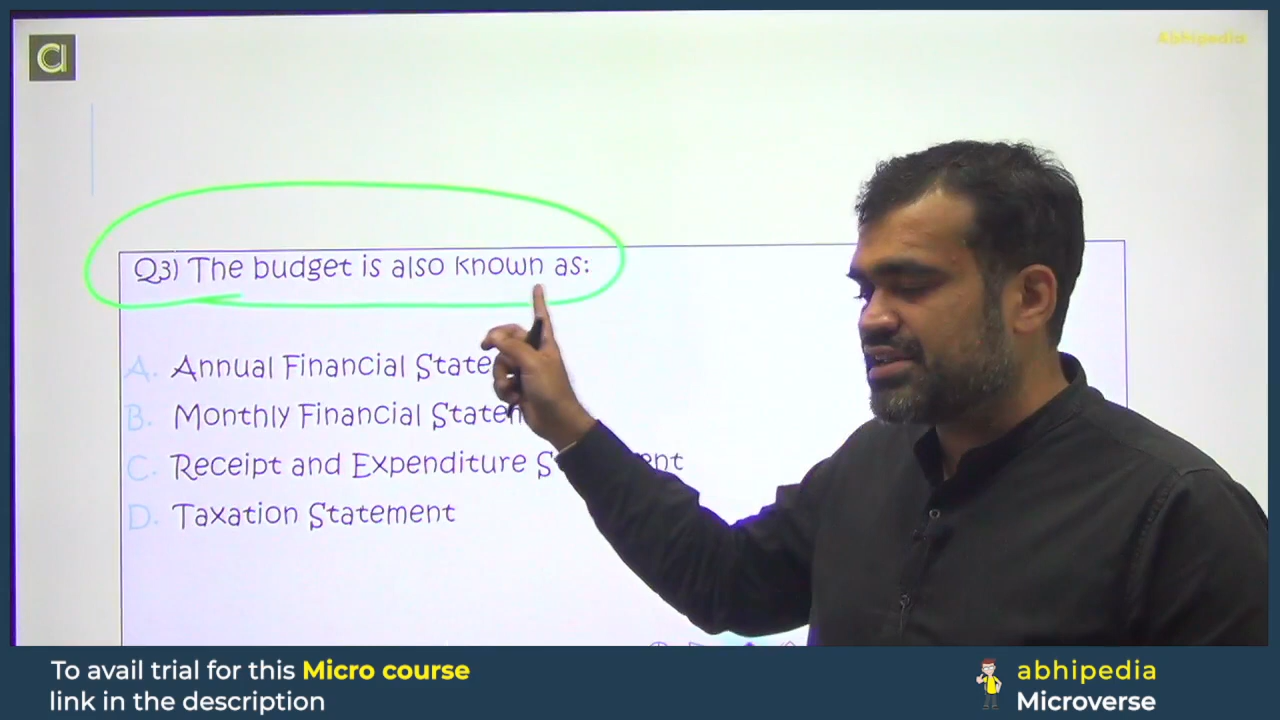 Abhipedia
Q3) The budget is also known as:
A. Annual Financial State
B. Monthly Financial Statem
C. Receipt and Expenditure S ent
D. Taxation Statement
To avail trial for this Micro course
link in the description
abhipedia
Microverse